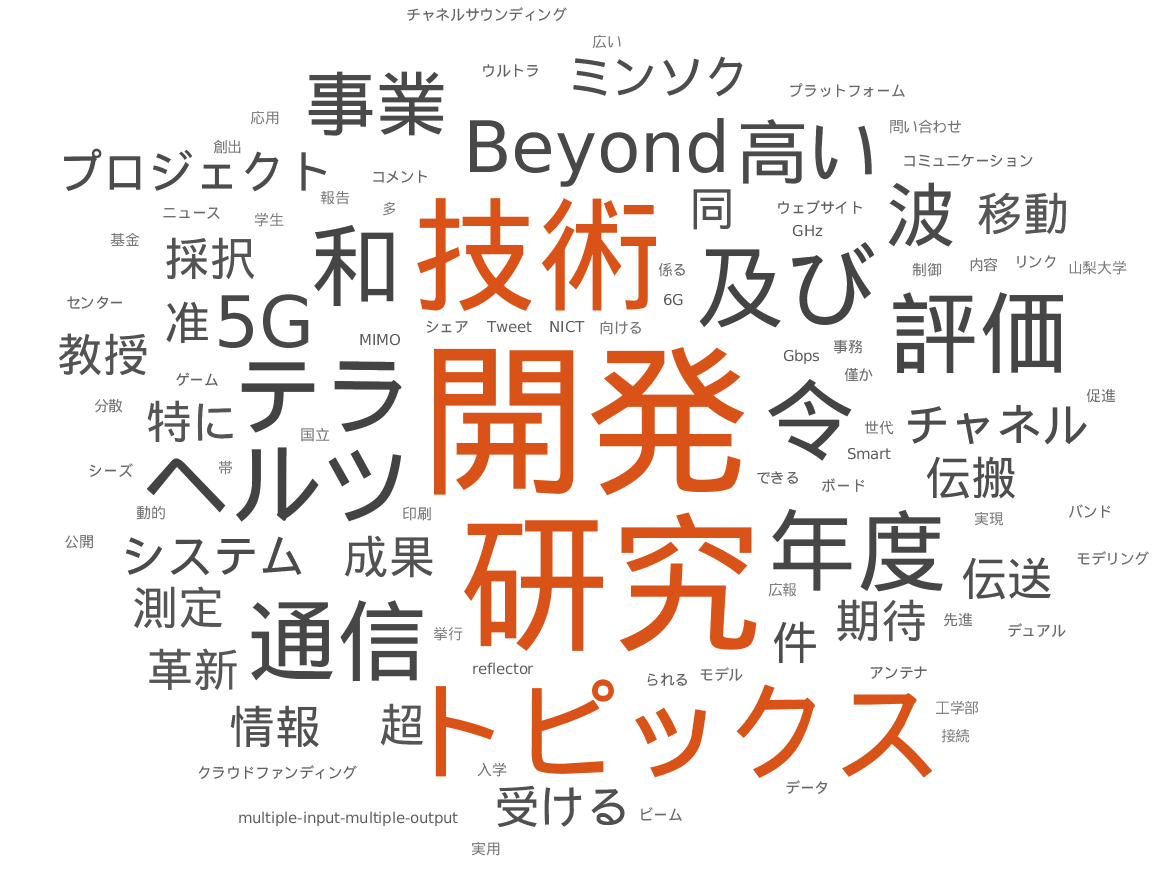 チャネルサウンディング
広い
ウルトラ
ミンソク
事業
プラットフォーム
応用
Beyond
高い
問い合わせ
創出
プロジェクト
コミュニケーション
コメント
報告
多
ニュース
学生
同
ウェブサイト
GHz
波
移動
基金
採択
和
技術
係る
及び
制御
内容
リンク
山梨大学
センター
准
5G
6G
MIMO
シェア
Tweet
NICT
向ける
評価
教授
Gbps
事務
僅か
ゲーム
テラ
開発
令
促進
分散
特に
国立
世代
チャネル
Smart
シーズ
帯
ヘルツ
できる
ボード
伝搬
動的
印刷
実現
バンド
公開
システム
成果
研究
年度
伝送
モデリング
広報
測定
通信
挙行
件
期待
先進
デュアル
革新
reflector
られる
モデル
アンテナ
情報
超
トピックス
工学部
接続
クラウドファンディング
入学
データ
受ける
ビーム
multiple-input-multiple-output
実用